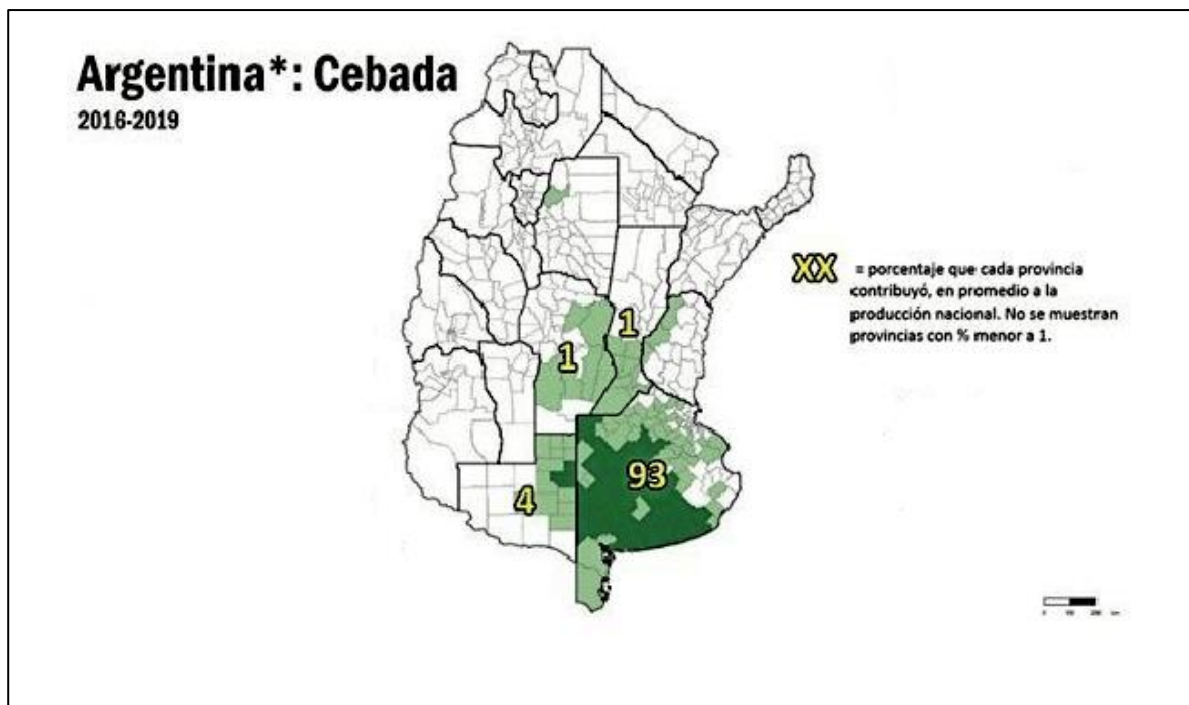 Argentina*: Cebada
2016-2019
XX = porcentaje que cada provincia
contribuyó, en promedio a la
producción nacional. No se muestran
provincias con % menor a 1.
1
1
93
4